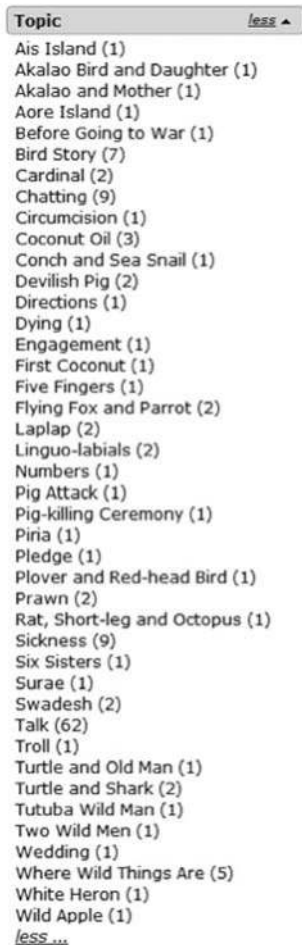 Topic less ▲
Ais Island (1)
Akalao Bird and Daughter (1)
Akalao and Mother (1)
Aore Island (1)
Before Going to War (1)
Bird Story (7)
Cardinal (2)
Chatting (9)
Circumcision (1)
Coconut Oil (3)
Conch and Sea Snail (1)
Devilish Pig (2)
Directions (1)
Dying (1)
Engagement (1)
First Coconut (1)
Five Fingers (1)
Flying Fox and Parrot (2)
Laplap (2)
Linguo-labials (2)
Numbers (1)
Pig Attack (1)
Pig-killing Ceremony (1)
Piria (1)
Pledge (1)
Plover and Red-head Bird (1)
Prawn (2)
Rat, Short-leg and Octopus (1)
Sickness (9)
Six Sisters (1)
Surae (1)
Swadesh (2)
Talk (62)
Troll (1)
Turtle and Old Man (1)
Turtle and Shark (2)
Tutuba Wild Man (1)
Two Wild Men (1)
Wedding (1)
Where Wild Things Are (5)
White Heron (1)
Wild Apple (1)
less ...